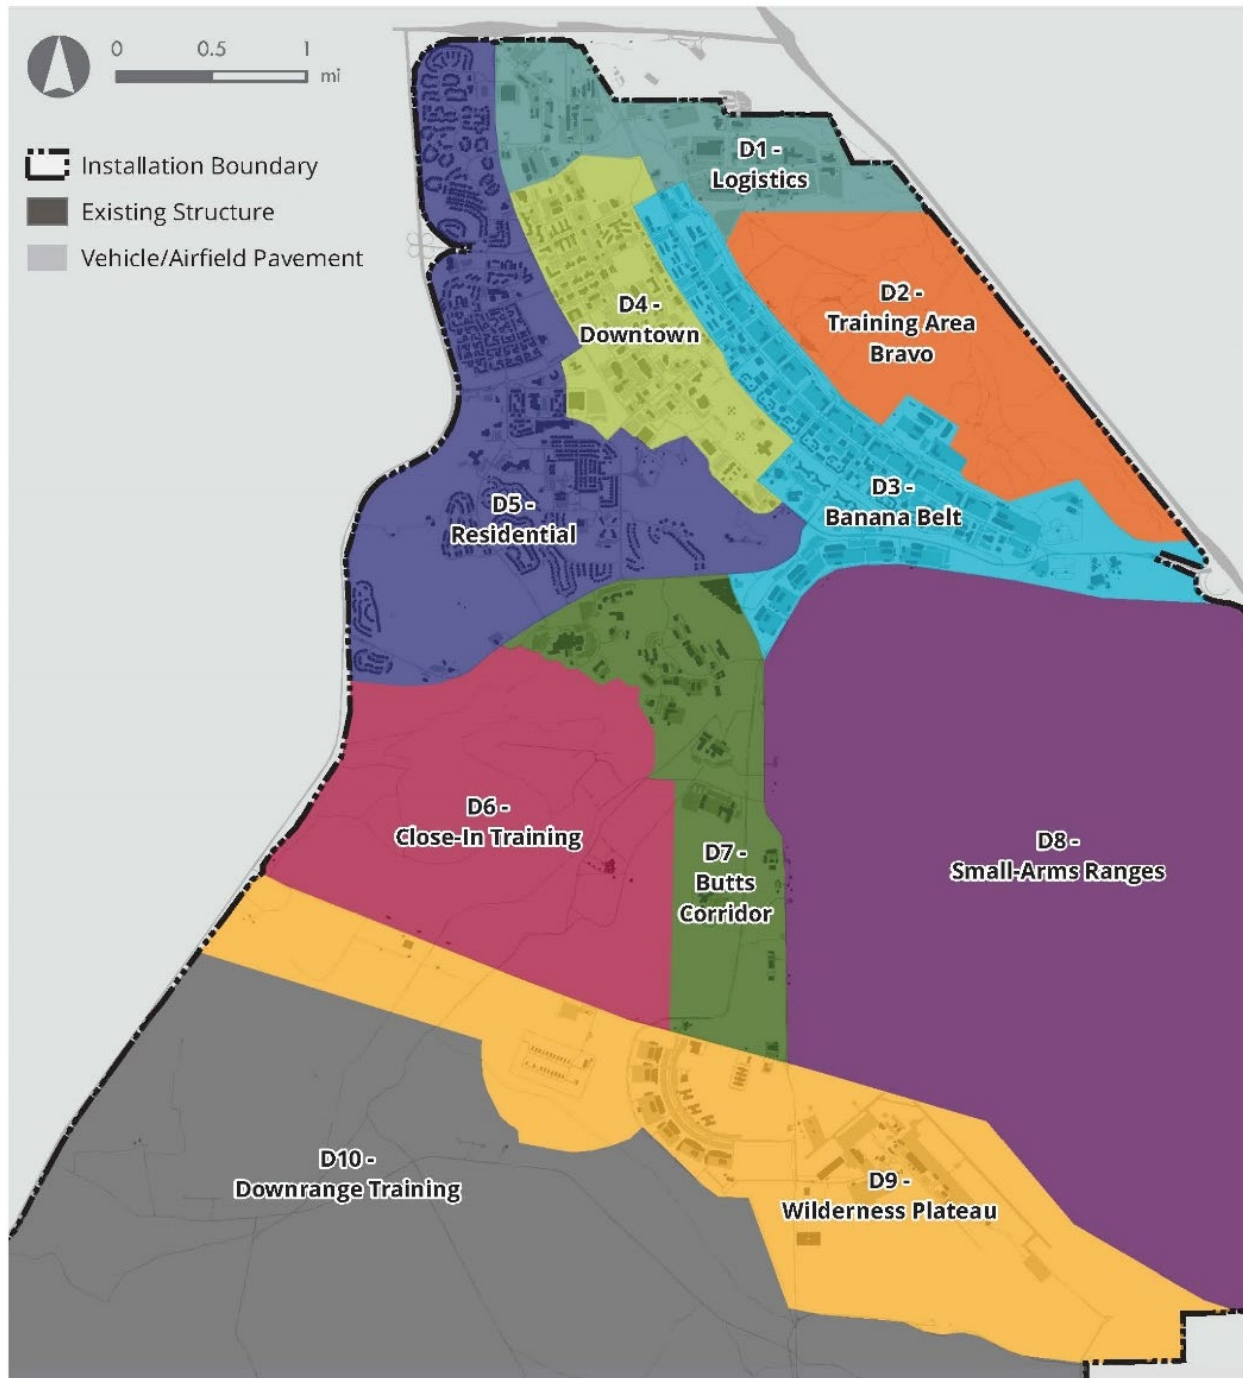 0 0.5 1
mi
Installation Boundary
Existing Structure
Vehicle/Airfield Pavement
D1 -
Logistics
D2 -
Training Area
Bravo
D4 -
Downtown
D3 -
Banana Belt
D5 -
Residential
D6 -
Close-In Training
D7 -
Butts
Corridor
D8 -
Small-Arms Ranges
D10 -
Downrange Training
D9 -
Wilderness Plateau